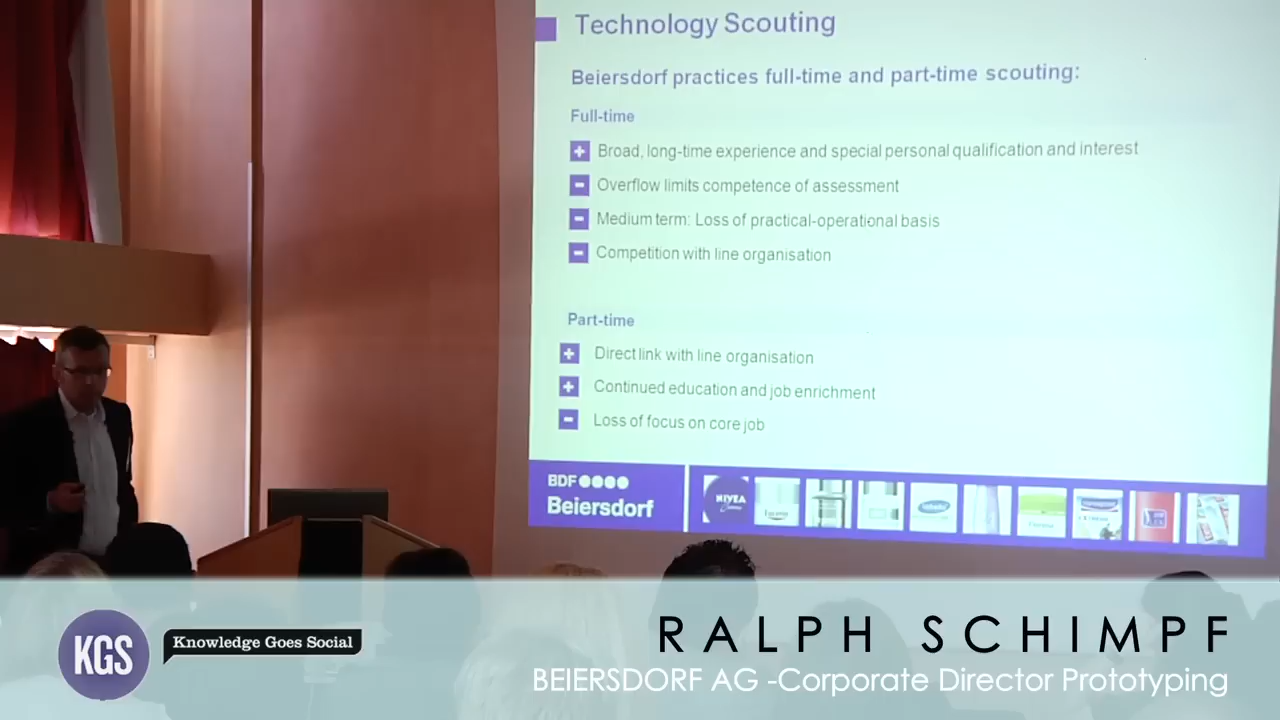 Technology Scouting
Beiersdorf practices full-time and part-time scouting:
Full-time
+ Broad, long-time experience and special personal qualification and interest
- Overflow limits competence of assessment
- Medium term: Loss of practical-operational basis
- Competition with line organisation
Part-time
+ Direct link with line organisation
+ Continued education and job enrichment
- Loss of focus on core job
BDF
Beiersdorf
NIVEA
KGS
Knowledge Goes Social
RALPH SCHIMPF
BEIERSDORF AG -Corporate Director Prototyping